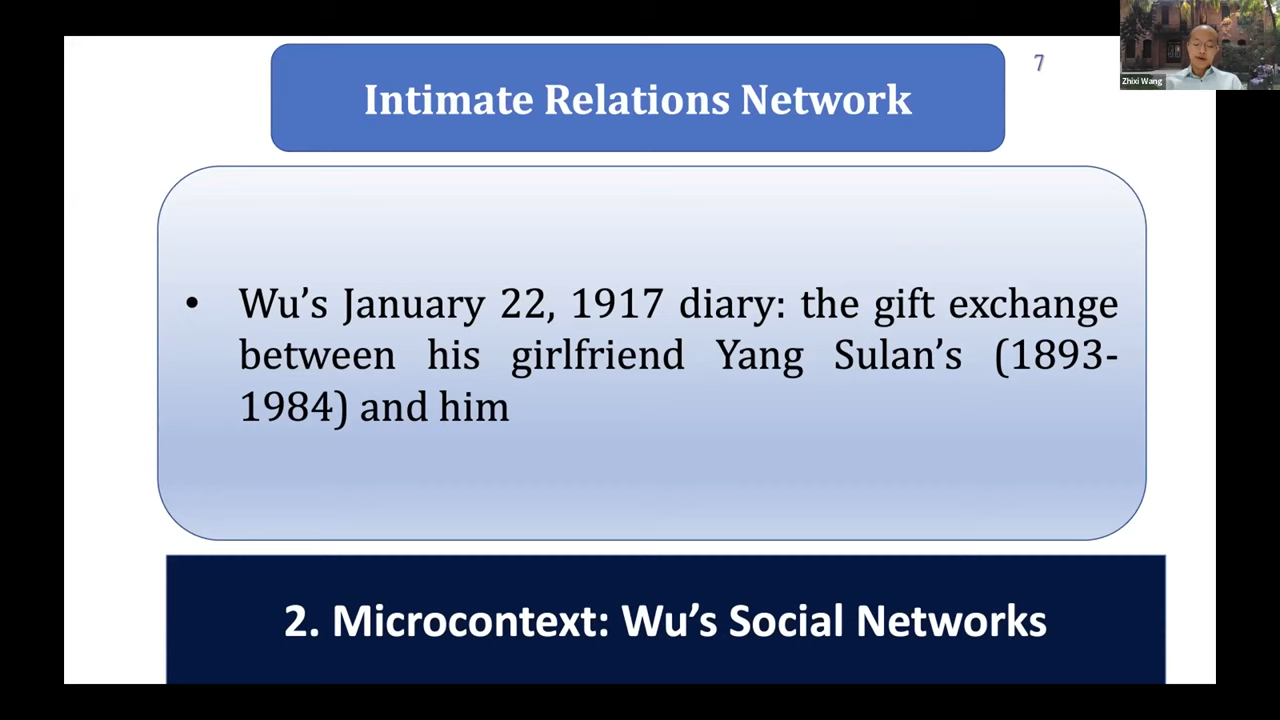 Intimate Relations Network
7
Zhixi Wang
• Wu’s January 22, 1917 diary: the gift exchange
between his girlfriend Yang Sulan’s (1893-
1984) and him
2. Microcontext: Wu’s Social Networks